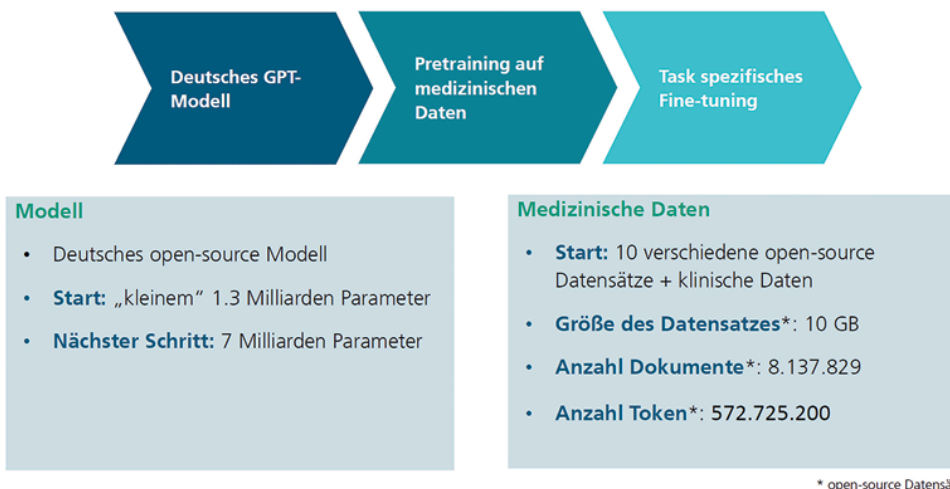 Deutsches GPT-
Modell
Pretraining auf
medizinischen
Daten
Task spezifisches
Fine-tuning
Modell
• Deutsches open-source Modell
• Start: „kleinem“ 1.3 Milliarden Parameter
• Nächster Schritt: 7 Milliarden Parameter
Medizinische Daten
• Start: 10 verschiedene open-source
Datensätze + klinische Daten
• Größe des Datensatzes*: 10 GB
• Anzahl Dokumente*: 8.137.829
• Anzahl Token*: 572.725.200
* open-source